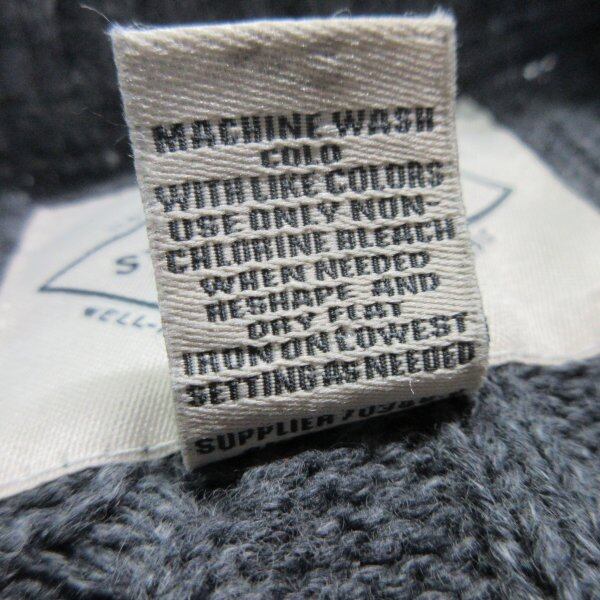 MACHINE WASH
COLD
WITH LIKE COLORS
USE ONLY NON
CHLORINE BLEACH
WHEN NEEDED
RESHAPE AND
DRY FLAT
IRON ON LOWEST
SETTING AS NEEDED
SUPPLIER